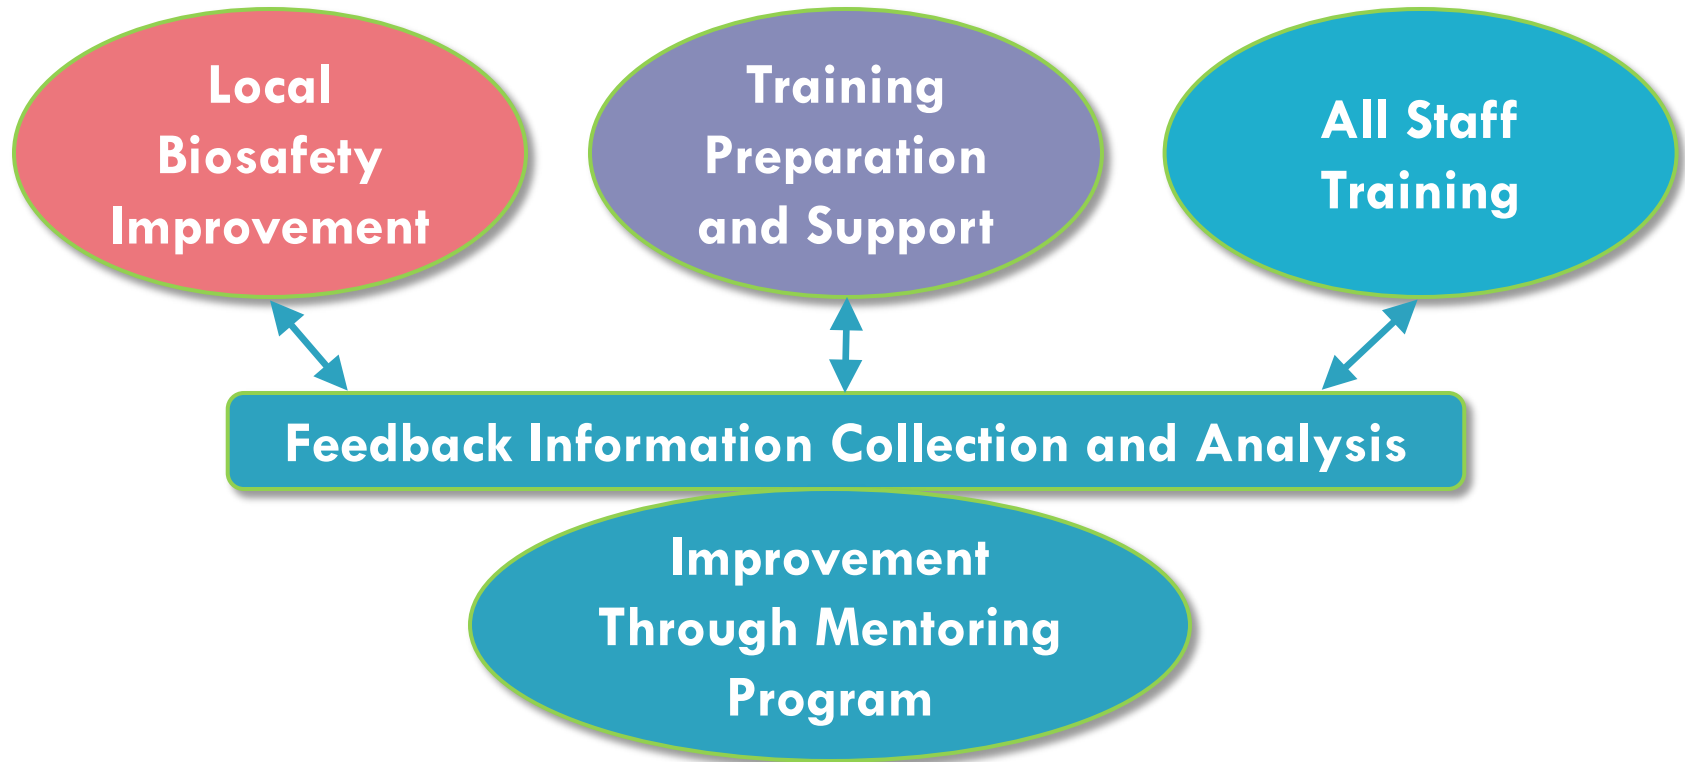 Local
Biosafety
Improvement
Training
Preparation
and Support
All Staff
Training
Feedback Information Collection and Analysis
Improvement
Through Mentoring
Program